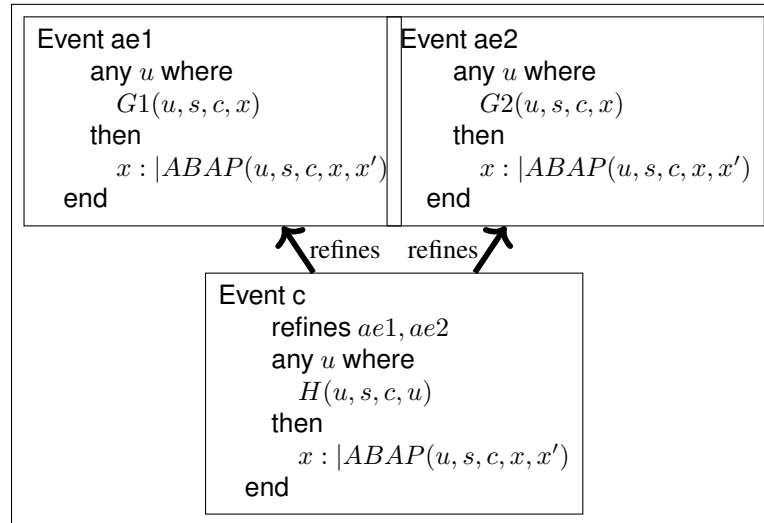 Event ae1
any u where
G1(u, s, c, x)
then
x : |ABAP(u, s, c, x, x′)
end
Event ae2
any u where
G2(u, s, c, x)
then
x : |ABAP(u, s, c, x, x′)
end
refines refines
Event c
refines ae1, ae2
any u where
H(u, s, c, u)
then
x : |ABAP(u, s, c, x, x′)
end